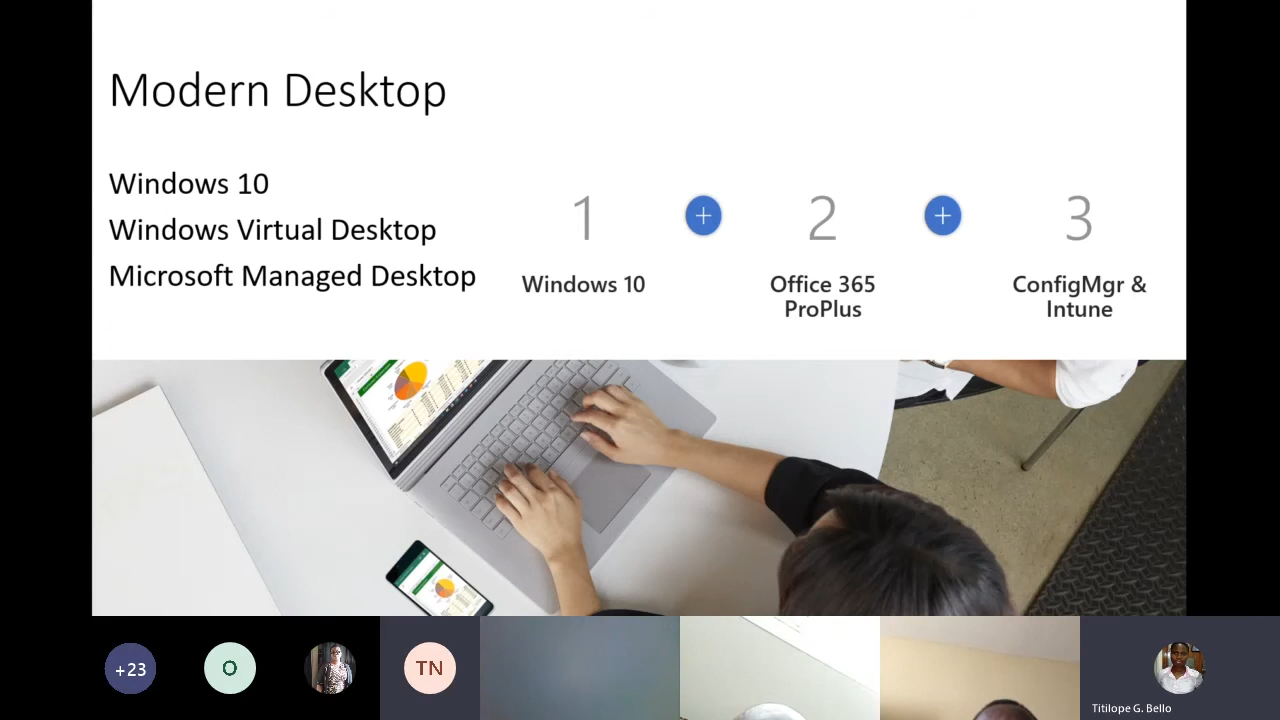 Modern Desktop
Windows 10
Windows Virtual Desktop
Microsoft Managed Desktop
1
2
3
Windows 10
Office 365
ProPlus
ConfigMgr &
Intune
+23
O
TN
Titilope G. Bello